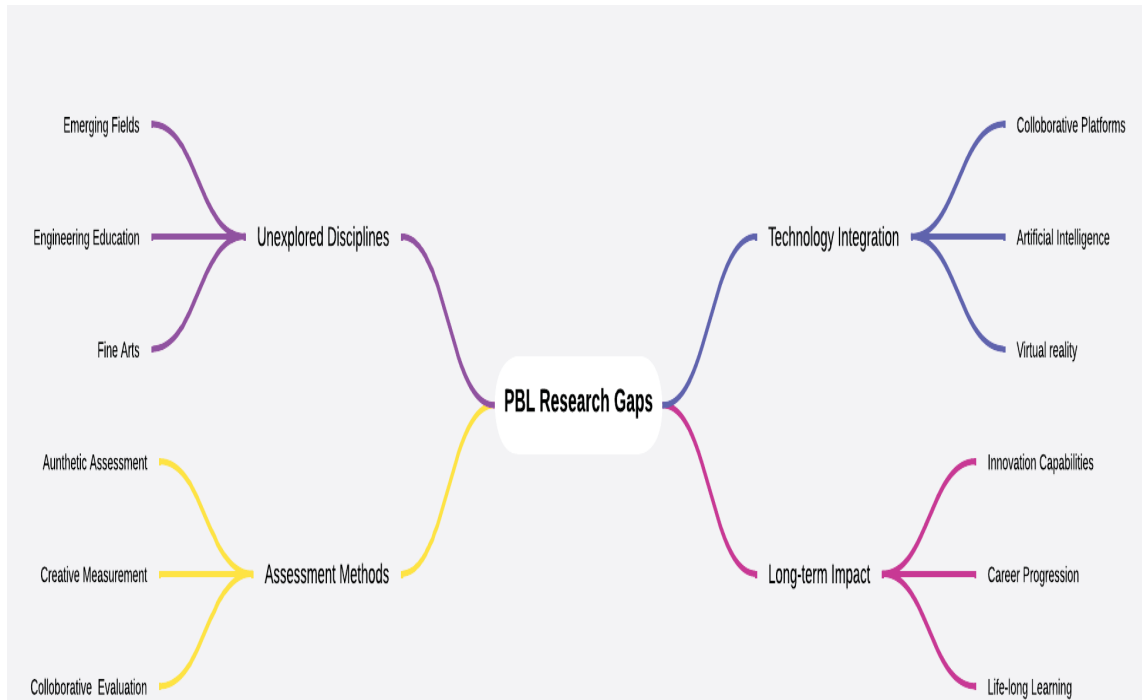 Emerging Fields
Colloborative Platforms
Engineering Education
Unexplored Disciplines
Technology Integration
Artificial Intelligence
Fine Arts
Virtual reality
PBL Research Gaps
Aunthetic Assessment
Innovation Capabilities
Creative Measurement
Assessment Methods
Long-term Impact
Career Progression
Colloborative  Evaluation
Life-long Learning